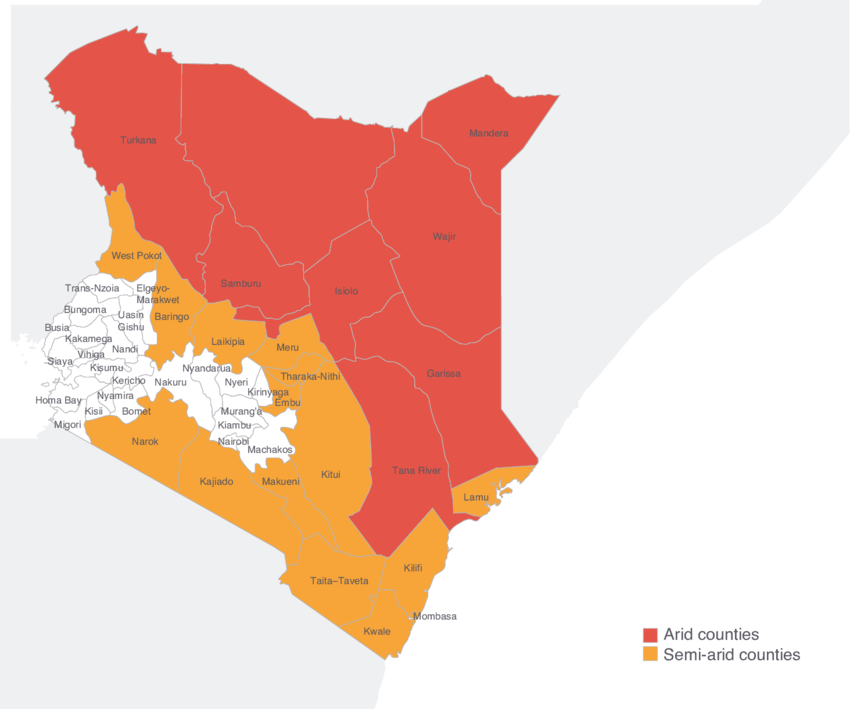 Turkana
Mandera
Wajir
West Pokot
Samburu
Isiolo
Trans-Nzoia
Elgeyo-
Marakwet
Bungoma
Uasin
Gishu
Baringo
Busia
Kakamega
Laikipia
Meru
Vihiga
Nandi
Siaya
Kisumu
Nyandarua
Garissa
Kericho
Nakuru
Nyeri
Tharaka-Nithi
Nyamira
Kirinyaga
Homa Bay
Embu
Kisii
Bomet
Murang'a
Migori
Kiambu
Narok
Nairobi
Machakos
Tana River
Kitui
Kajiado
Makueni
Lamu
Kilifi
Taita–Taveta
Mombasa
Kwale
Arid counties
Semi-arid counties